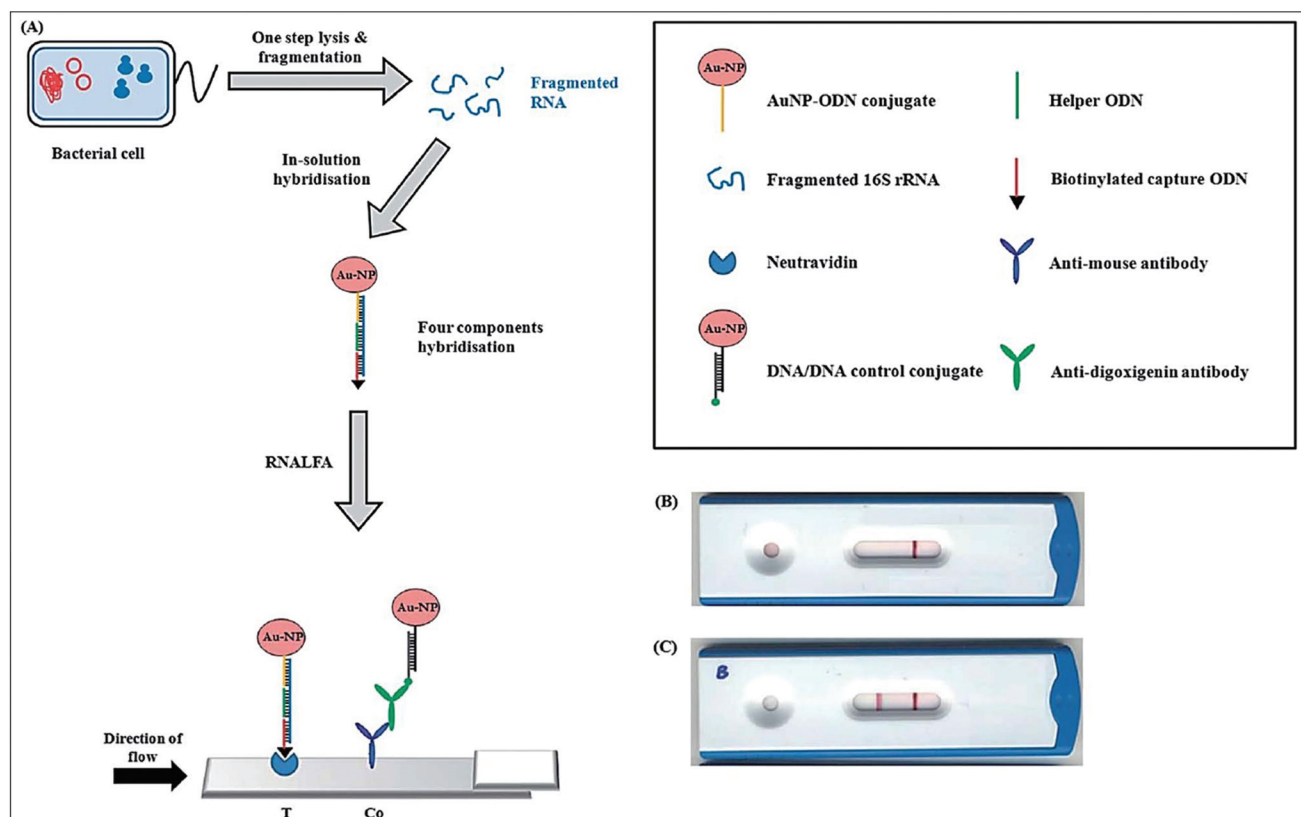 (A)
One step lysis &
fragmentation
Fragmented
RNA
Bacterial cell
In-solution
hybridisation
Au-NP
Four components
hybridisation
RNALFA
Au-NP
Au-NP
Direction of
flow
T
Co
Au-NP
AuNP-ODN conjugate
Helper ODN
Fragmented 16S rRNA
Biotinylated capture ODN
Neutravidin
Anti-mouse antibody
Au-NP
DNA/DNA control conjugate
Anti-digoxigenin antibody
(B)
(C)
B